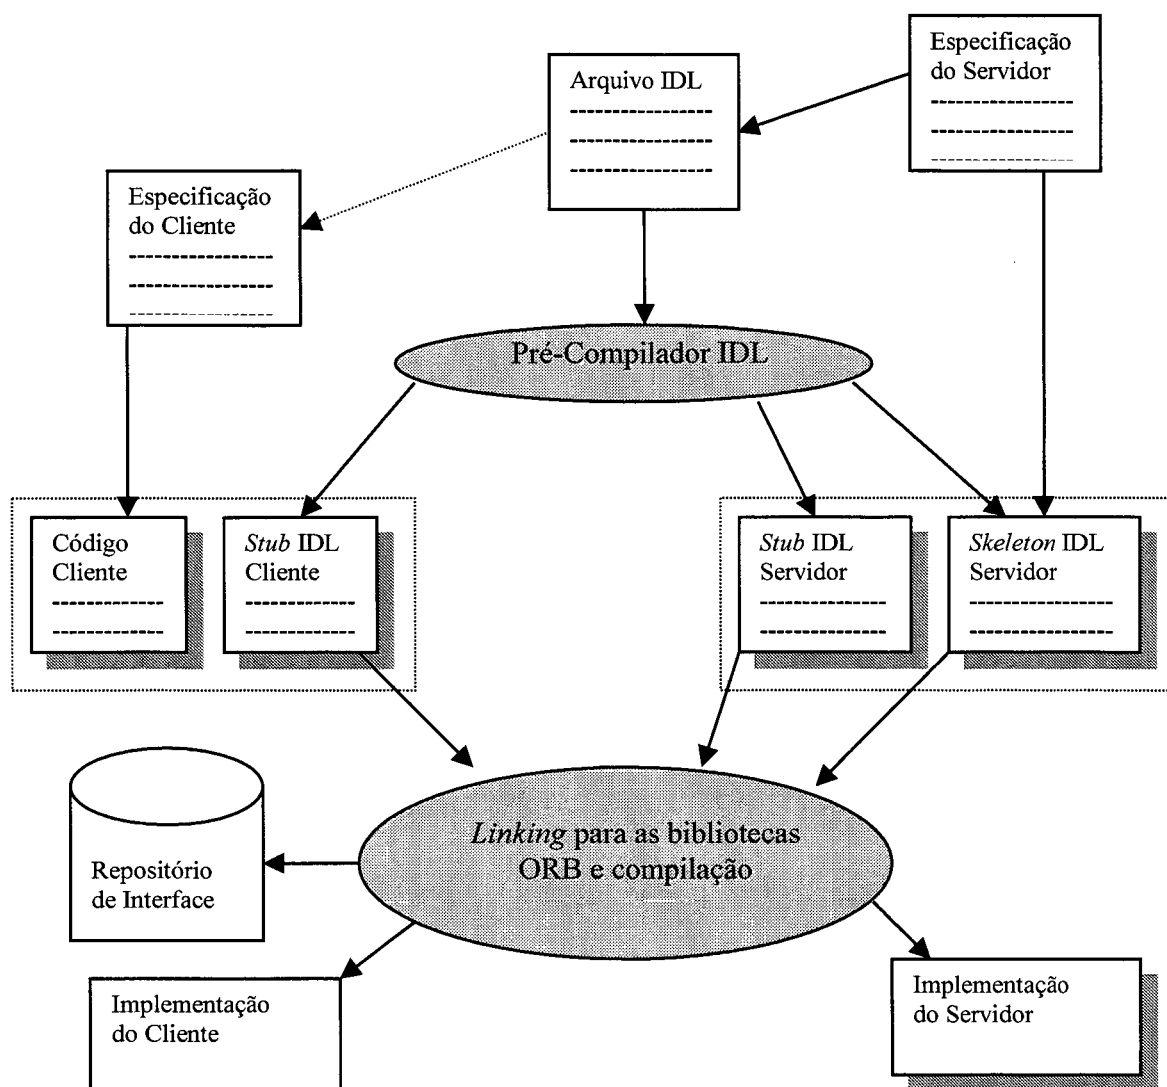 Especificação
do Servidor
Arquivo IDL
Especificação
do Cliente
Pré-Compilador IDL
Código
Cliente
Stub IDL
Cliente
Stub IDL
Servidor
Skeleton IDL
Servidor
Linking para as bibliotecas
ORB e compilação
Repositório
de Interface
Implementação
do Cliente
Implementação
do Servidor